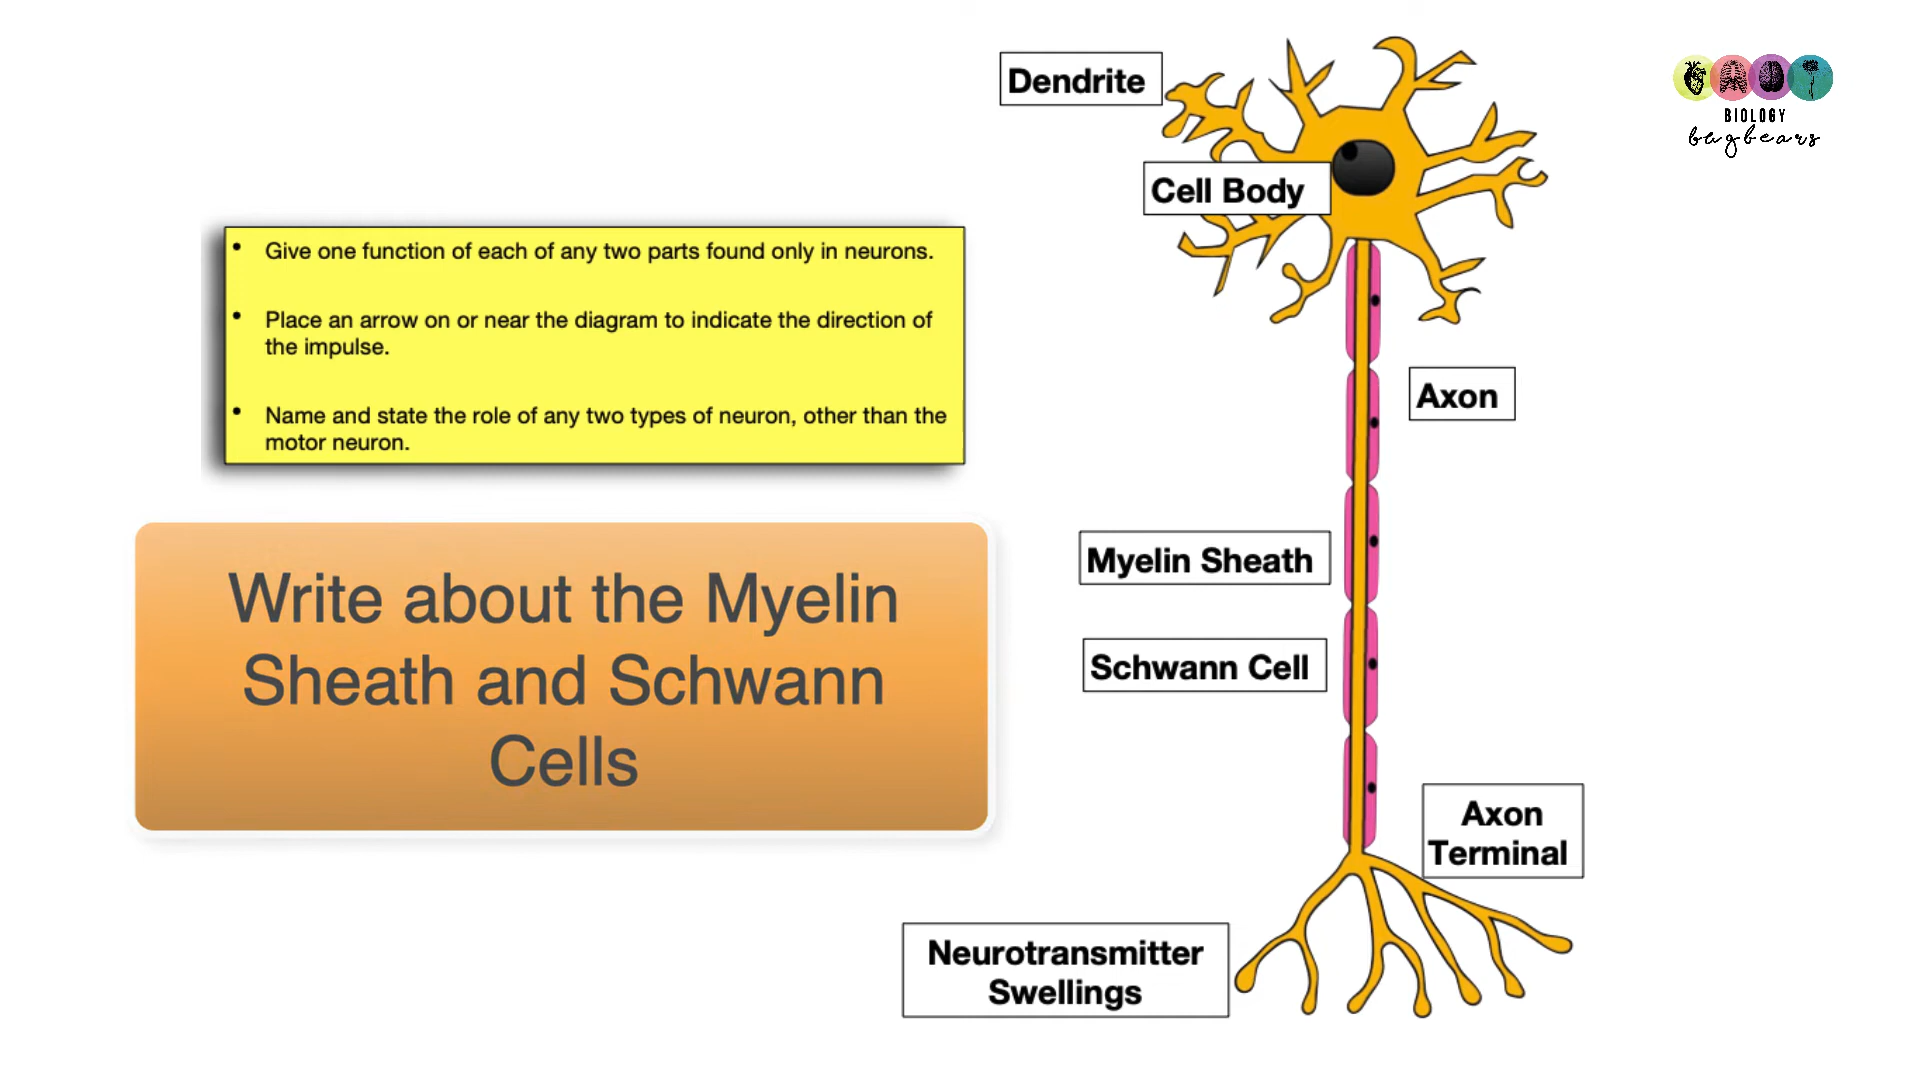 Dendrite
BIOLOGY
bugbears
Cell Body
• Give one function of each of any two parts found only in neurons.
• Place an arrow on or near the diagram to indicate the direction of
the impulse.
• Name and state the role of any two types of neuron, other than the
motor neuron.
Axon
Write about the Myelin
Sheath and Schwann
Cells
Myelin Sheath
Schwann Cell
Axon
Terminal
Neurotransmitter
Swellings